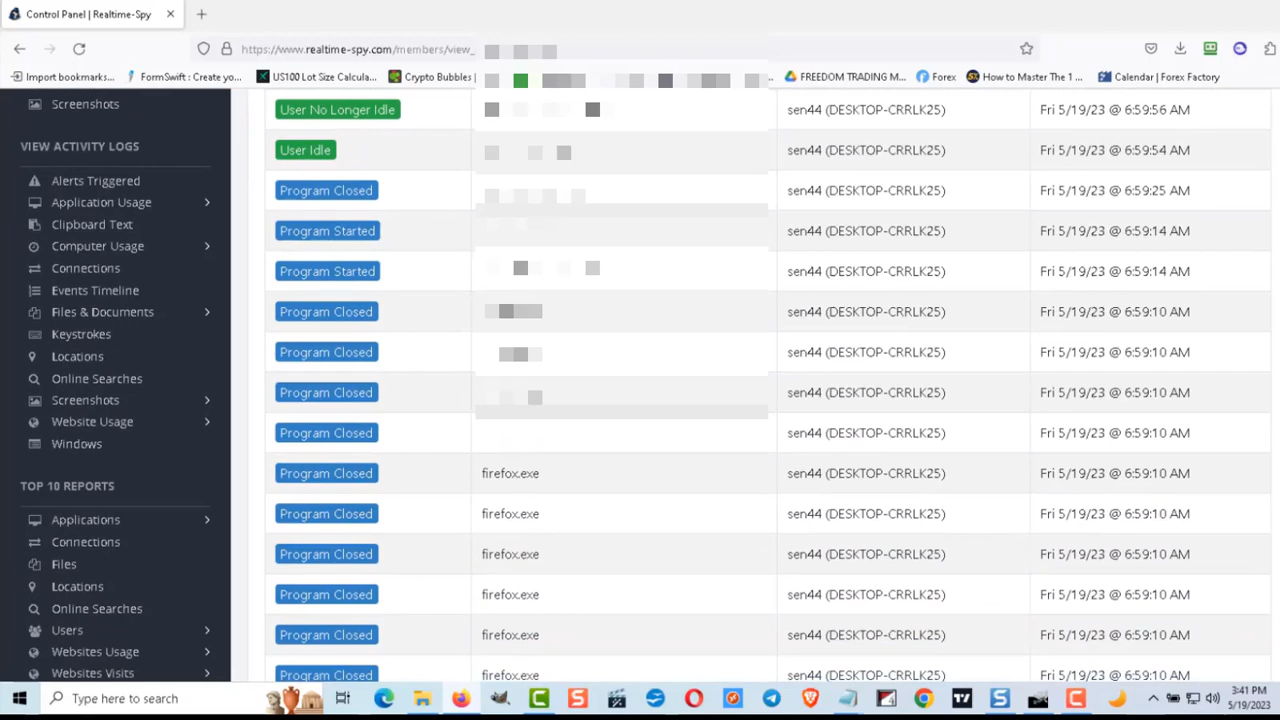 Control Panel | Realtime-Spy
https://www.realtime-spy.com/members/view_
Import bookmarks... FormSwift : Create yo... US100 Lot Size Calcula... Crypto Bubbles | FREEDOM TRADING M... Forex How to Master The 1 ... Calendar | Forex Factory
Screenshots
VIEW ACTIVITY LOGS
Alerts Triggered
Application Usage
Clipboard Text
Computer Usage
Connections
Events Timeline
Files & Documents
Keystrokes
Locations
Online Searches
Screenshots
Website Usage
Windows
TOP 10 REPORTS
Applications
Connections
Files
Locations
Online Searches
Users
Websites Usage
Websites Visits
User No Longer Idle sen44 (DESKTOP-CRRLK25) Fri 5/19/23 @ 6:59:56 AM
User Idle sen44 (DESKTOP-CRRLK25) Fri 5/19/23 @ 6:59:54 AM
Program Closed sen44 (DESKTOP-CRRLK25) Fri 5/19/23 @ 6:59:25 AM
Program Started sen44 (DESKTOP-CRRLK25) Fri 5/19/23 @ 6:59:14 AM
Program Started sen44 (DESKTOP-CRRLK25) Fri 5/19/23 @ 6:59:14 AM
Program Closed sen44 (DESKTOP-CRRLK25) Fri 5/19/23 @ 6:59:10 AM
Program Closed sen44 (DESKTOP-CRRLK25) Fri 5/19/23 @ 6:59:10 AM
Program Closed sen44 (DESKTOP-CRRLK25) Fri 5/19/23 @ 6:59:10 AM
Program Closed sen44 (DESKTOP-CRRLK25) Fri 5/19/23 @ 6:59:10 AM
Program Closed firefox.exe sen44 (DESKTOP-CRRLK25) Fri 5/19/23 @ 6:59:10 AM
Program Closed firefox.exe sen44 (DESKTOP-CRRLK25) Fri 5/19/23 @ 6:59:10 AM
Program Closed firefox.exe sen44 (DESKTOP-CRRLK25) Fri 5/19/23 @ 6:59:10 AM
Program Closed firefox.exe sen44 (DESKTOP-CRRLK25) Fri 5/19/23 @ 6:59:10 AM
Program Closed firefox.exe sen44 (DESKTOP-CRRLK25) Fri 5/19/23 @ 6:59:10 AM
Program Closed firefox.exe sen44 (DESKTOP-CRRLK25) Fri 5/19/23 @ 6:59:10 AM
Type here to search
3:41 PM
5/19/2023